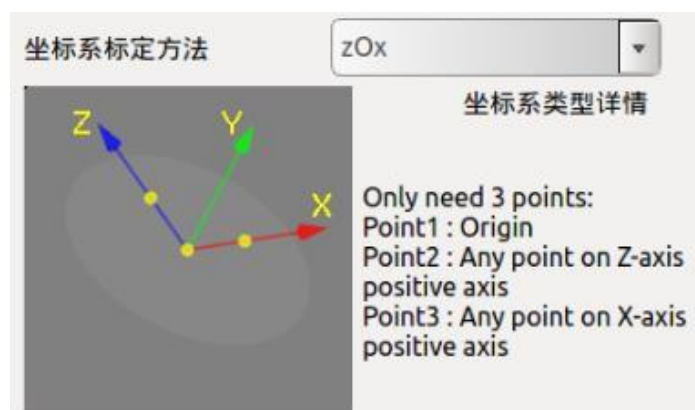 坐标系标定方法
zOx
坐标系类型详情
Z
Y
X
Only need 3 points:
Point1 : Origin
Point2 : Any point on Z-axis
positive axis
Point3 : Any point on X-axis
positive axis